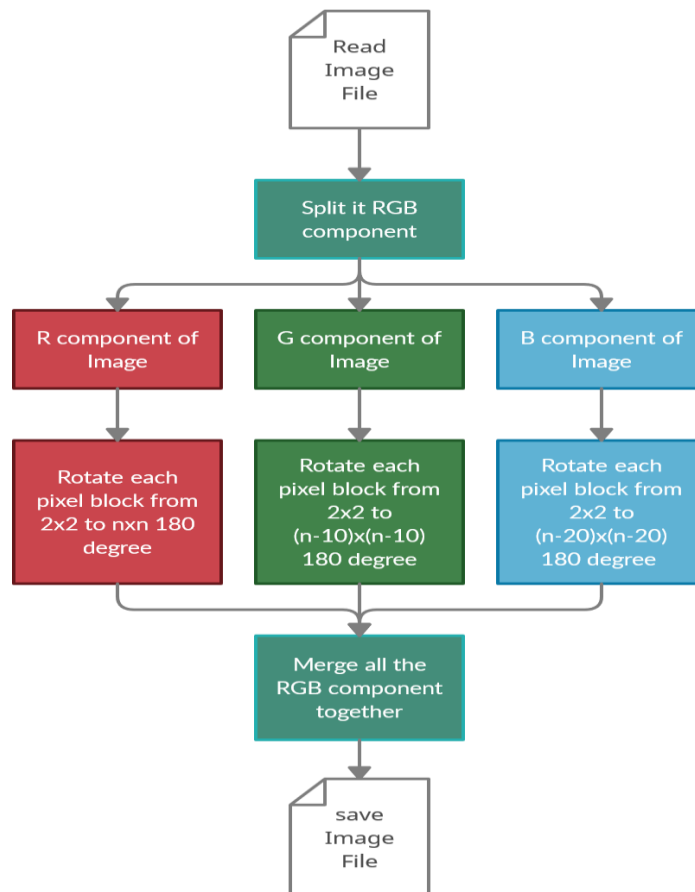 Read
Image
File
Split it RGB
component
R component of
Image
G component of
Image
B component of
Image
Rotate each
pixel block from
2x2 to nxn 180
degree
Rotate each
pixel block from
2x2 to
(n-10)x(n-10)
180 degree
Rotate each
pixel block from
2x2 to
(n-20)x(n-20)
180 degree
Merge all the
RGB component
together
save
Image
File